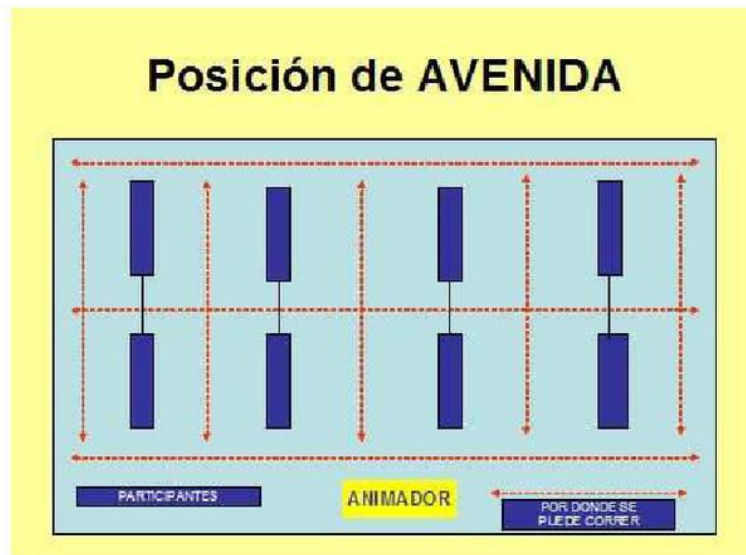 Posición de AVENIDA
PARTICIPANTES
ANIMADOR
POR DONDE SE
PUEDE CORRER